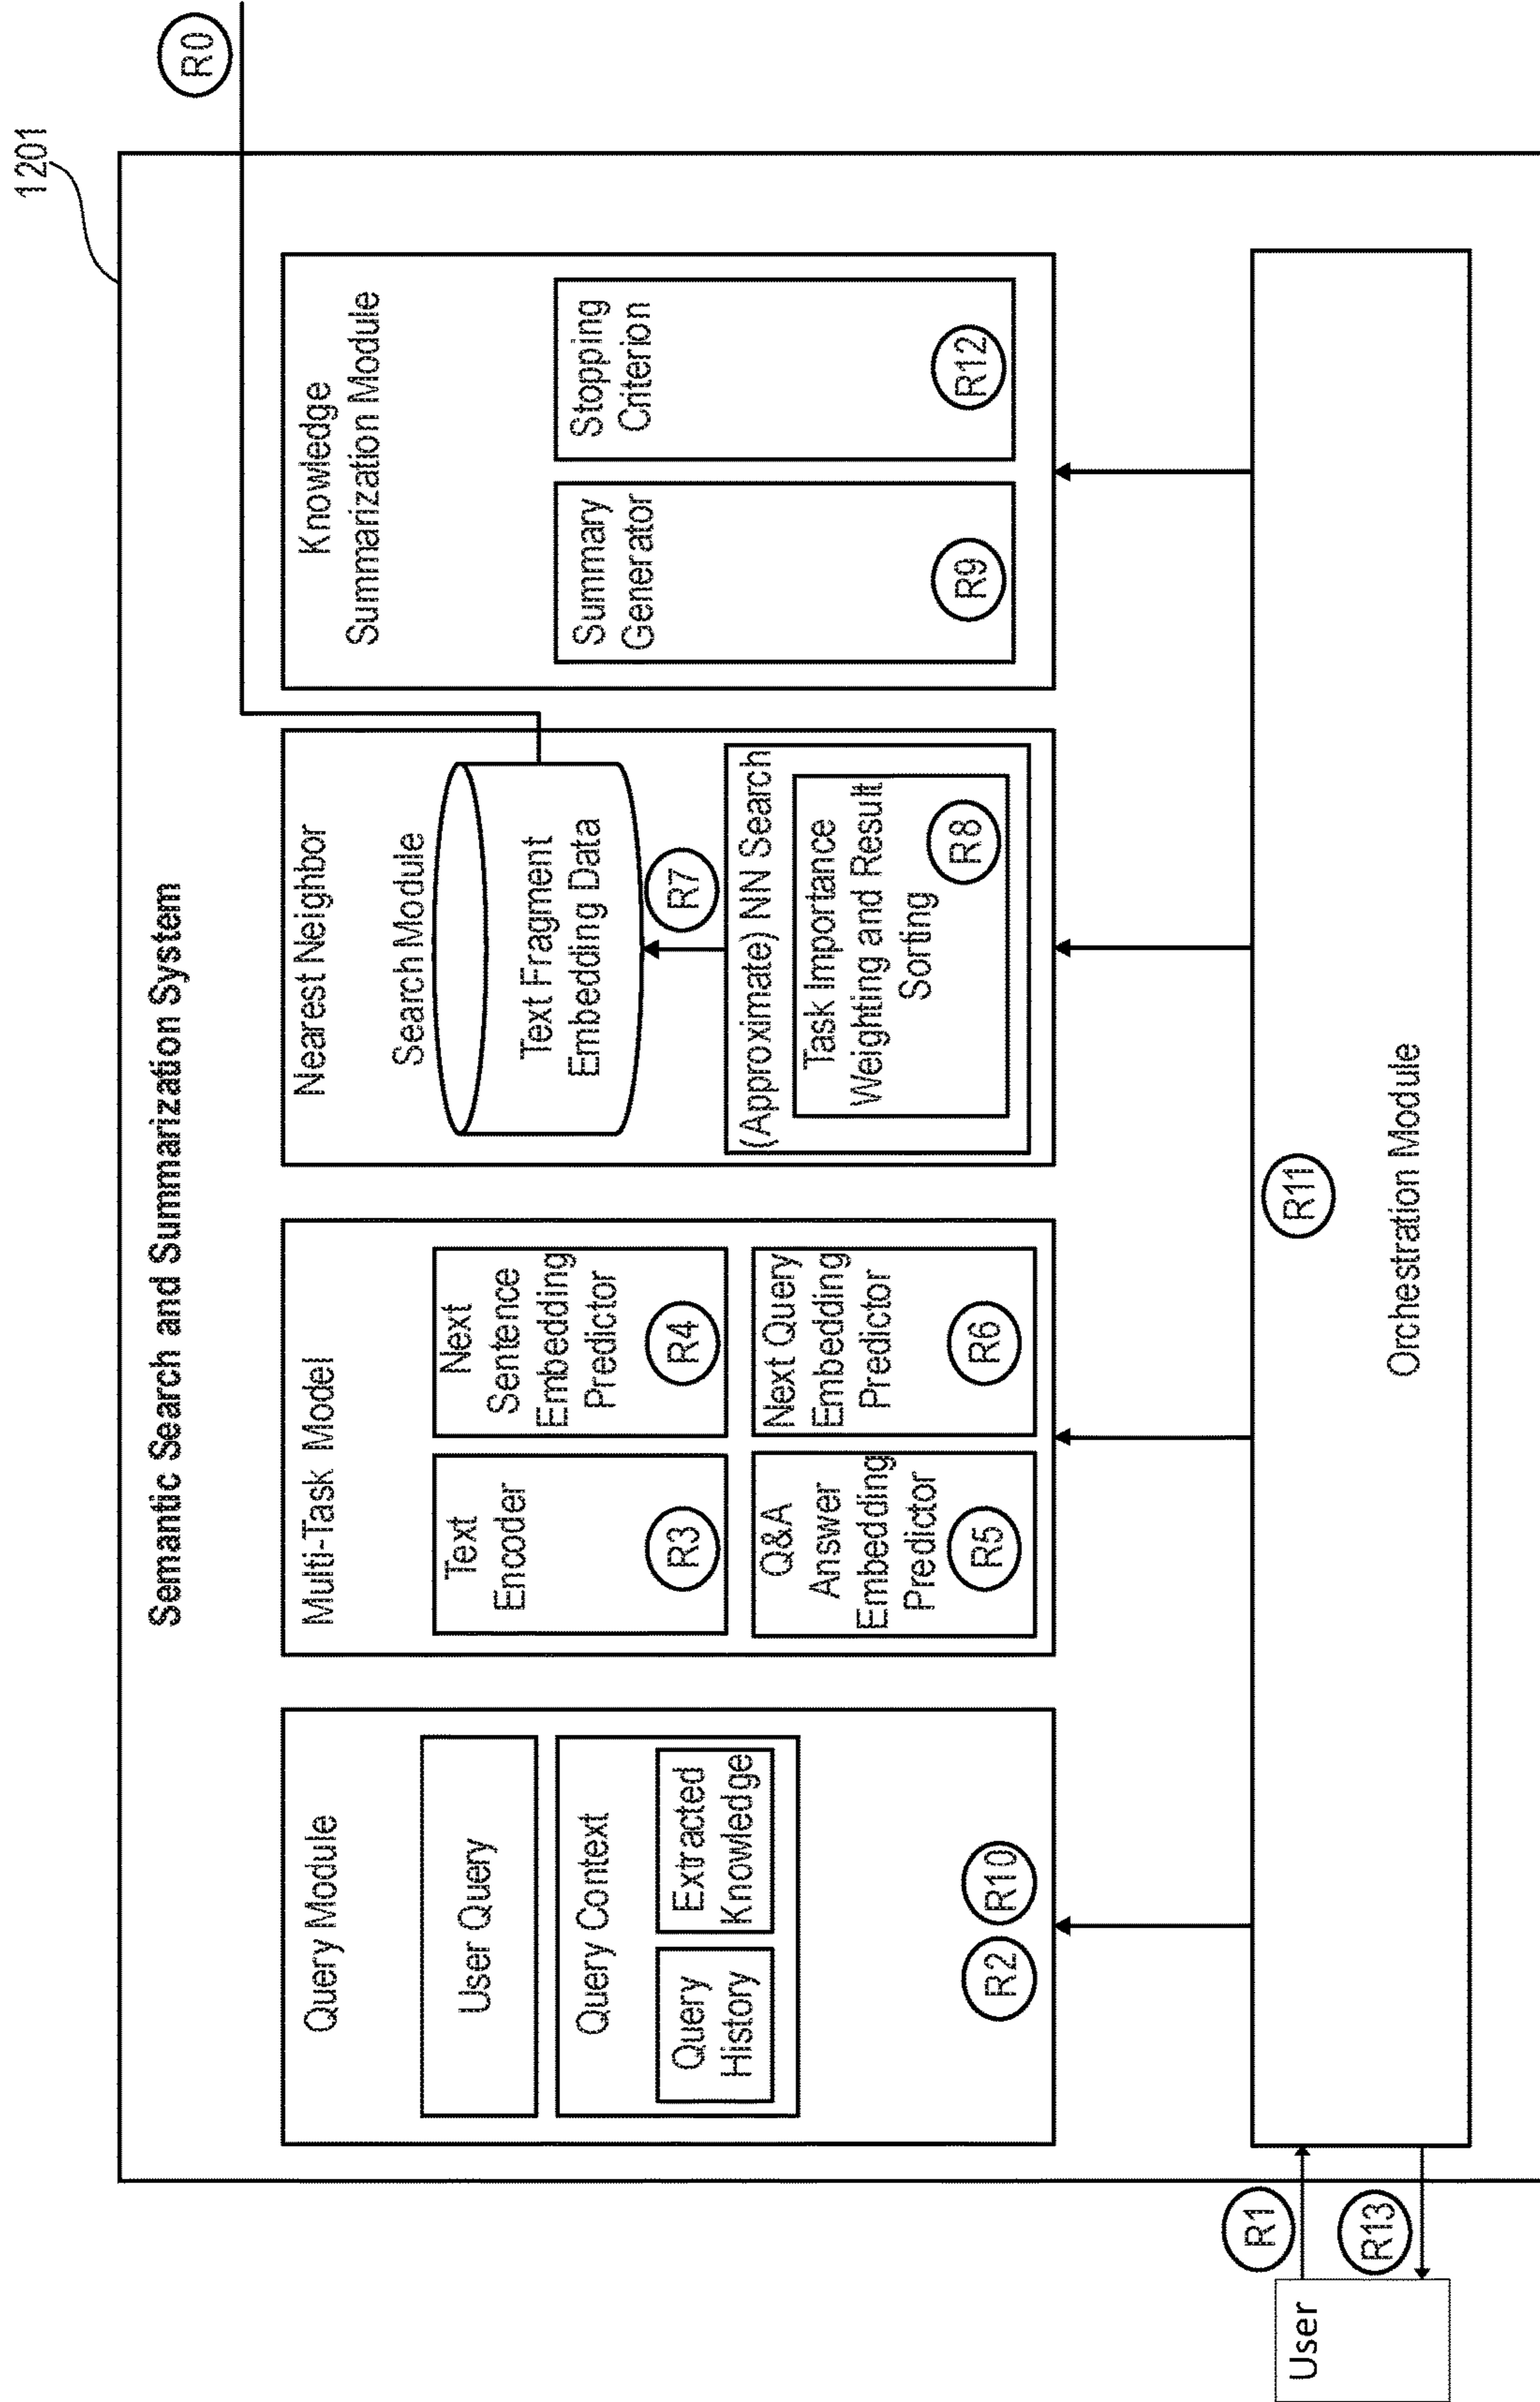 1201
R0
Semantic Search and Summarization System
Query Module
User Query
Query Context
Query
History
Extracted
Knowledge
R2
R10
Multi-Task Model
Text
Encoder
R3
Next
Sentence
Embedding
Predictor
R4
Q&A
Answer
Embedding
Predictor
R5
Next Query
Embedding
Predictor
R6
Nearest Neighbor
Search Module
Text Fragment
Embedding Data
R7
(Approximate) NN Search
Task Importance
Weighting and Result
Sorting
R8
Knowledge
Summarization Module
Summary
Generator
R9
Stopping
Criterion
R12
R11
Orchestration Module
R1
R13
User